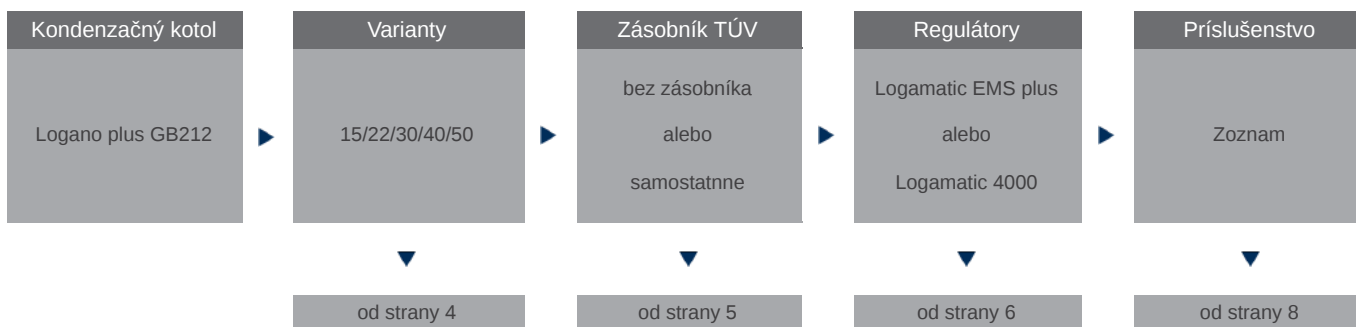 Kondenzačný kotol
Logano plus GB212
Varianty
15/22/30/40/50
od strany 4
Zásobník TÚV
bez zásobníka
alebo
samostatnne
od strany 5
Regulátory
Logamatic EMS plus
alebo
Logamatic 4000
od strany 6
Príslušenstvo
Zoznam
od strany 8